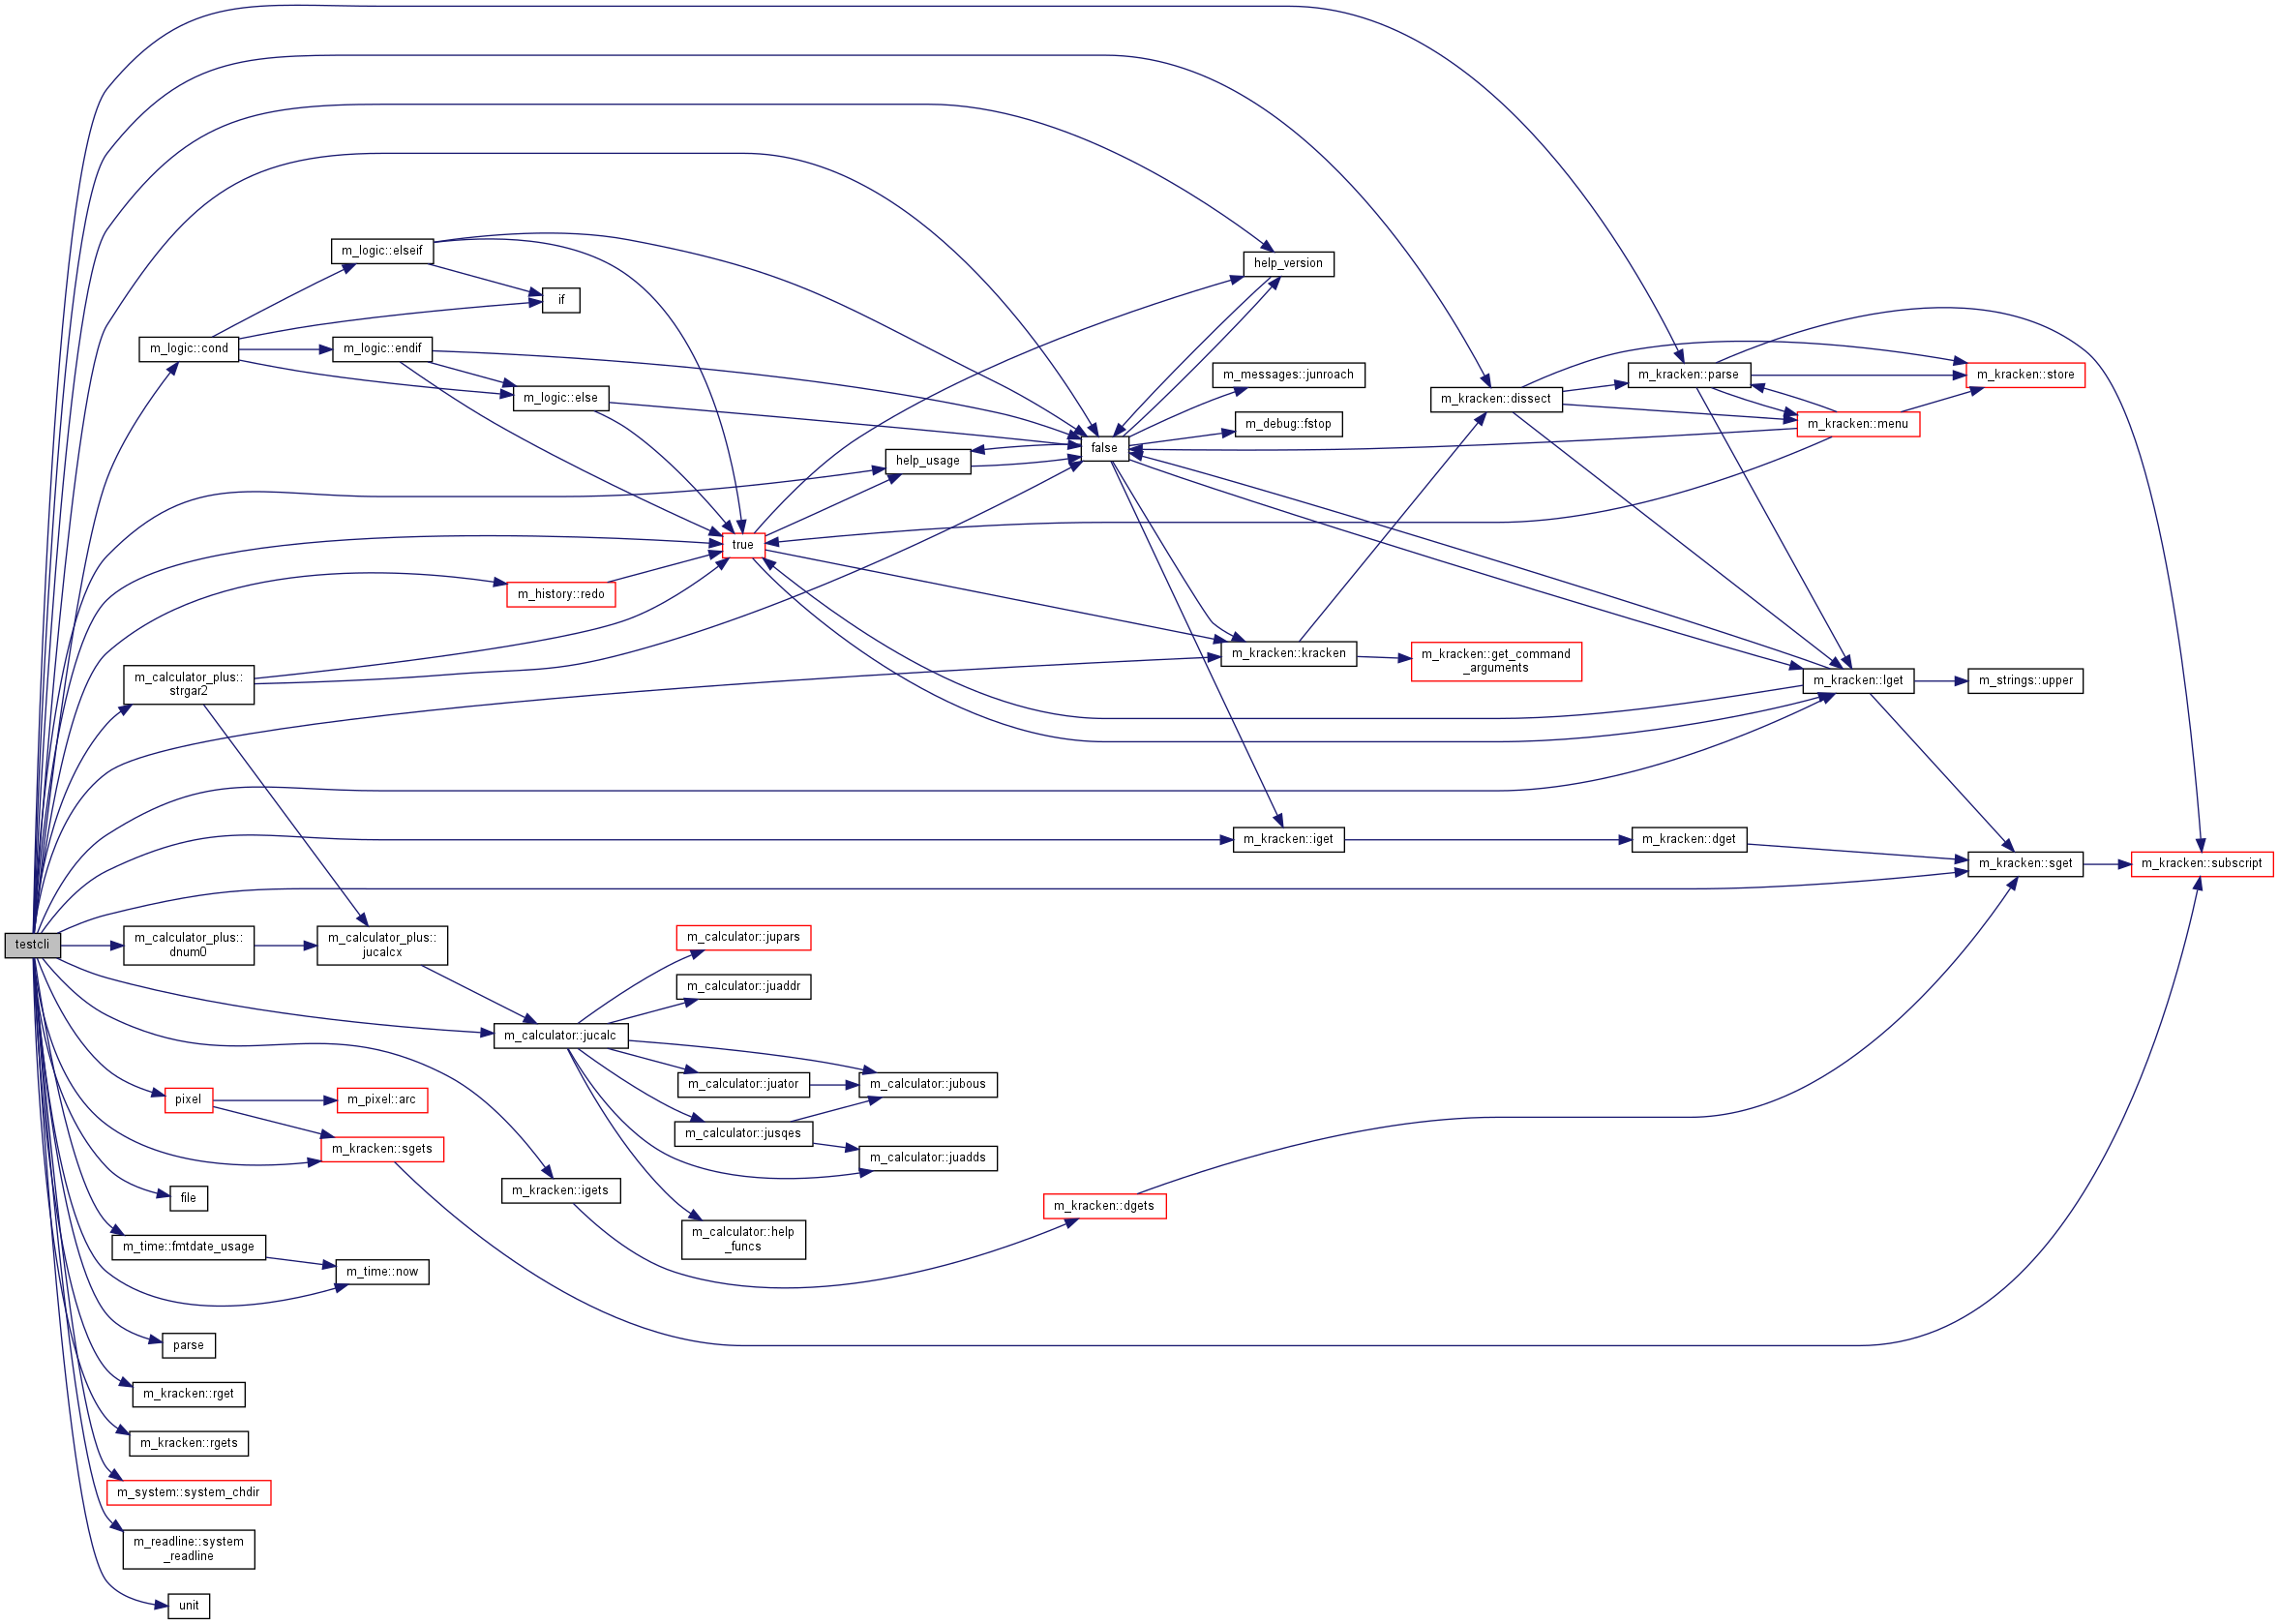 m_logic::elseif
help_version
if
m_logic::cond
m_logic::endif
m_messages::junroach
m_kracken::parse
m_kracken::store
m_logic::else
m_kracken::dissect
m_debug::fstop
m_kracken::menu
false
help_usage
true
m_history::redo
m_kracken::kracken
m_kracken::get_command
_arguments
m_calculator_plus::
strgar2
m_kracken::lget
m_strings::upper
m_kracken::iget
m_kracken::dget
m_kracken::sget
m_kracken::subscript
testcli
m_calculator_plus::
dnum0
m_calculator_plus::
jucalcx
m_calculator::jupars
m_calculator::juaddr
m_calculator::jucalc
m_calculator::juator
m_calculator::jubous
pixel
m_pixel::arc
m_calculator::jusqes
m_kracken::sgets
m_calculator::juadds
file
m_kracken::igets
m_kracken::dgets
m_calculator::help
_funcs
m_time::fmtdate_usage
m_time::now
parse
m_kracken::rget
m_kracken::rgets
m_system::system_chdir
m_readline::system
_readline
unit